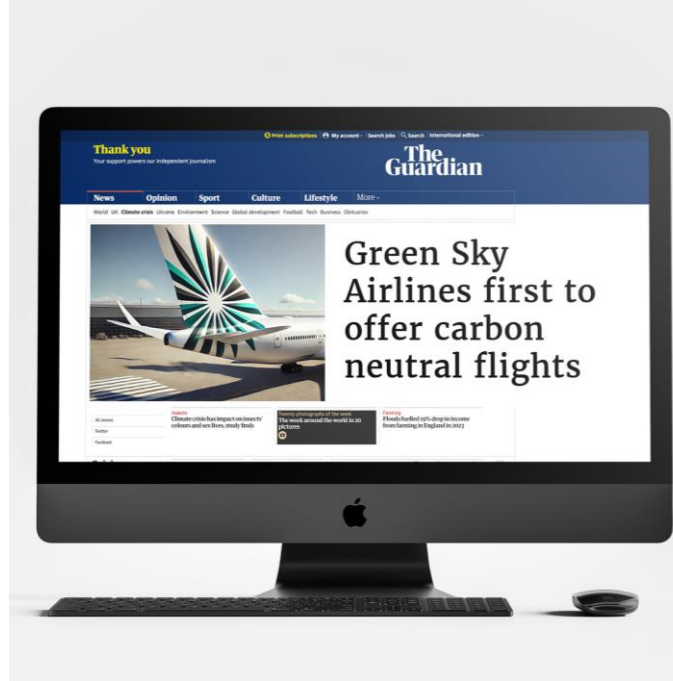 Print subscriptions My account Search jobs Search International edition
Thank you
Your support powers our independent journalism
The
Guardian
News Opinion Sport Culture Lifestyle More
World UK Climate crisis Ukraine Environment Science Global development Football Tech Business Obituaries
Green Sky
Airlines first to
offer carbon
neutral flights
All stories
Twitter
Facebook
Insects
Climate crisis has impact on insects'
colours and sex lives, study finds
Twenty photographs of the week
The week around the world in 20
pictures
Farming
Floods fuelled 19% drop in income
from farming in England in 2023